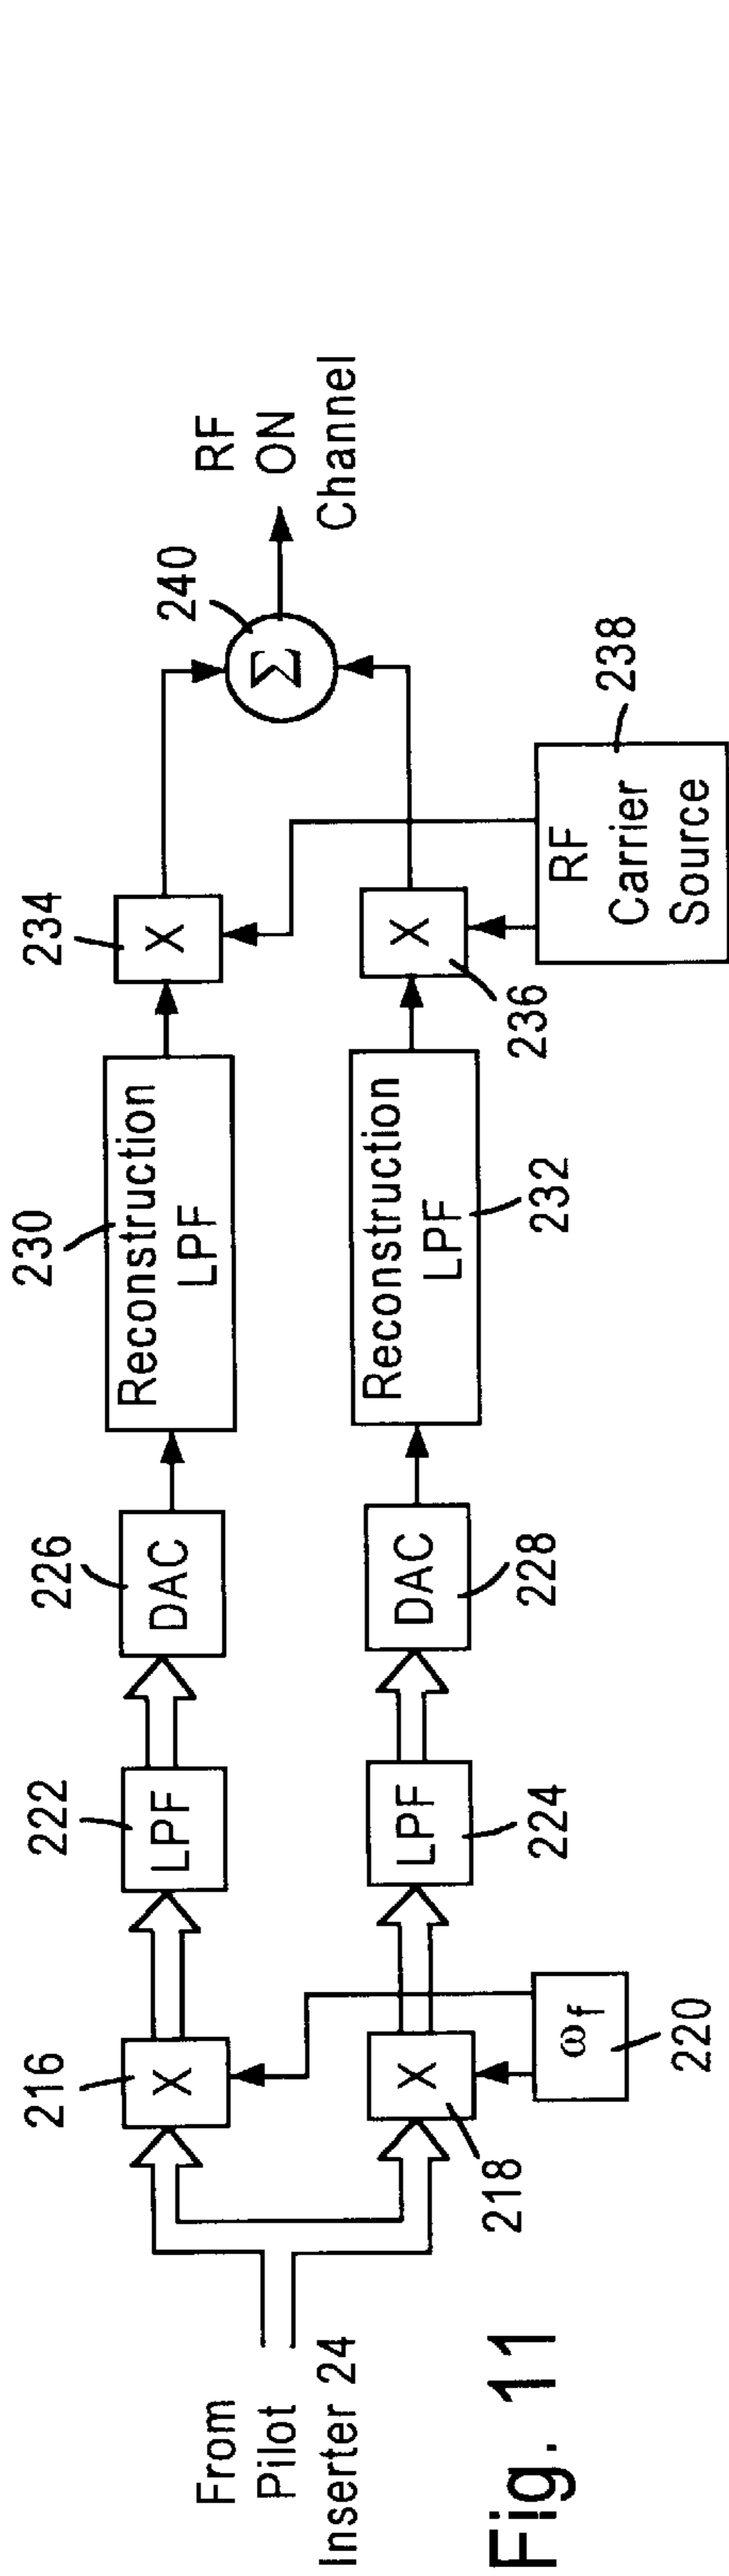 From
Pilot
Inserter 24
216
X
218
X
220
ωf
222
LPF
224
LPF
226
DAC
228
DAC
230
Reconstruction
LPF
232
Reconstruction
LPF
234
X
236
X
238
RF
Carrier
Source
240
Σ
RF
ON
Channel
Fig. 11